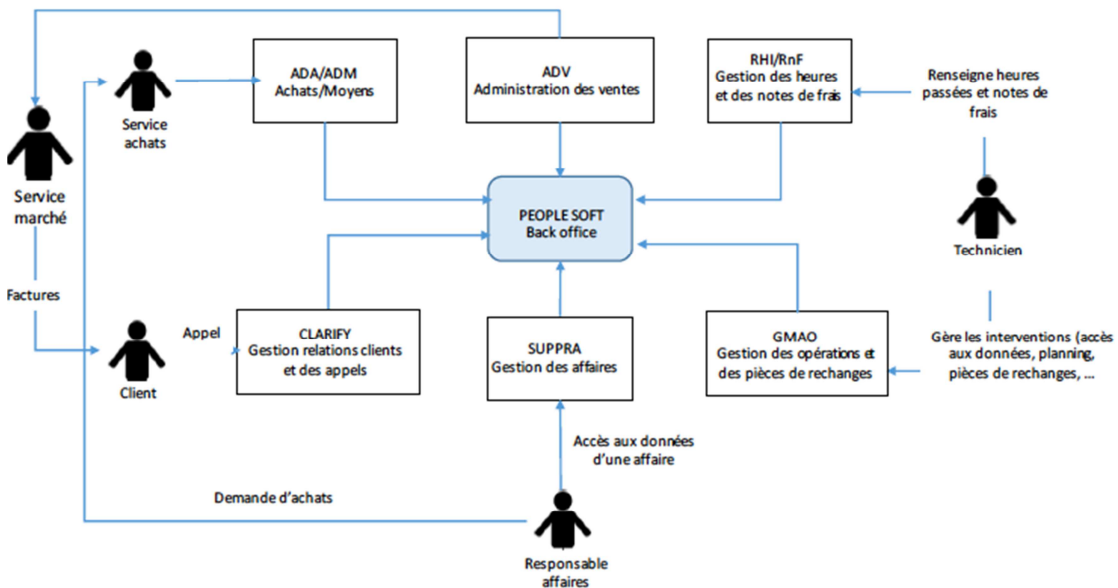 ADA/ADM
Achats/Moyens
ADV
Administration des ventes
RHI/RnF
Gestion des heures
et des notes de frais
Renseigne heures
passées et notes de
frais
Service
achats
Service
marché
PEOPLE SOFT
Back office
Technicien
Factures
Appel
Client
CLARIFY
Gestion relations clients
et des appels
SUPPRA
Gestion des affaires
GMAO
Gestion des opérations et
des pièces de rechanges
Gère les interventions (accès
aux données, planning,
pièces de rechanges, ...
Accès aux données
d'une affaire
Demande d'achats
Responsable
affaires